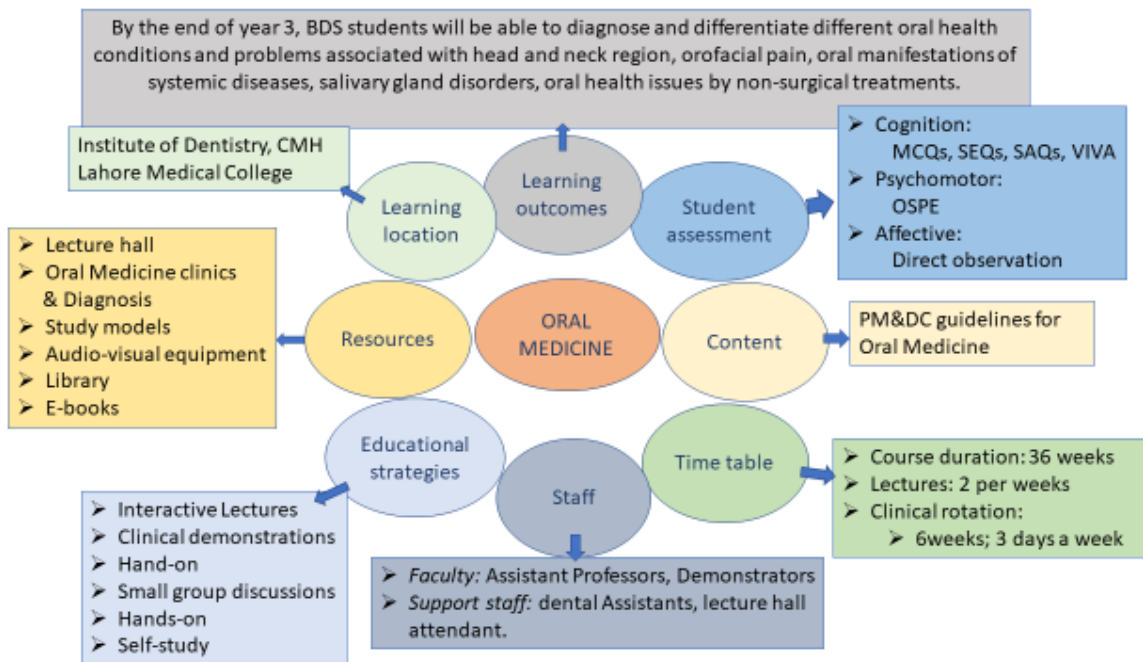 By the end of year 3, BDS students will be able to diagnose and differentiate different oral health
conditions and problems associated with head and neck region, orofacial pain, oral manifestations of
systemic diseases, salivary gland disorders, oral health issues by non-surgical treatments.
Institute of Dentistry, CMH
Lahore Medical College
Learning
location
Learning
outcomes
Student
assessment
➢ Cognition:
MCQs, SEQs, SAQs, VIVA
➢ Psychomotor:
OSPE
➢ Affective:
Direct observation
➢ Lecture hall
➢ Oral Medicine clinics
& Diagnosis
➢ Study models
➢ Audio-visual equipment
➢ Library
➢ E-books
Resources
ORAL
MEDICINE
Content
PM&DC guidelines for
Oral Medicine
Educational
strategies
Staff
Time table
➢ Course duration: 36 weeks
➢ Lectures: 2 per weeks
➢ Clinical rotation:
➢ 6weeks; 3 days a week
➢ Interactive Lectures
➢ Clinical demonstrations
➢ Hand-on
➢ Small group discussions
➢ Hands-on
➢ Self-study
➢ Faculty: Assistant Professors, Demonstrators
➢ Support staff: dental Assistants, lecture hall
attendant.